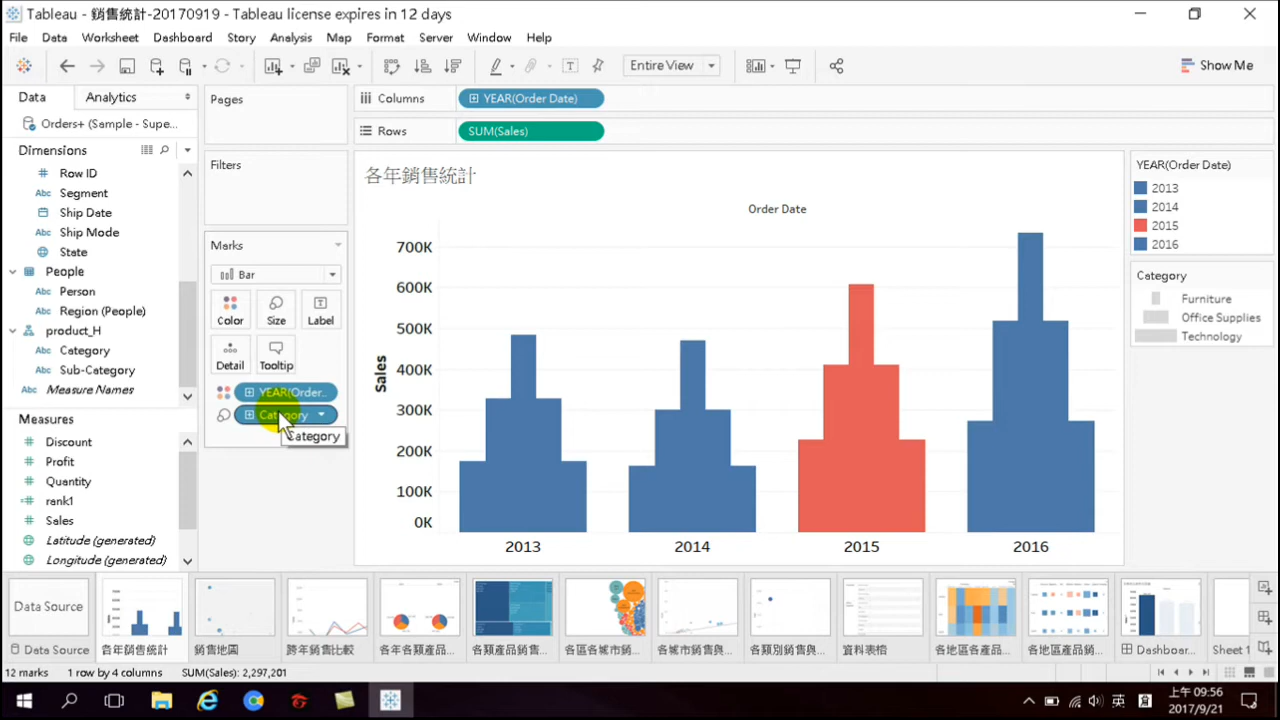 Tableau - 銷售統計-20170919 - Tableau license expires in 12 days
File Data Worksheet Dashboard Story Analysis Map Format Server Window Help
Entire View
Show Me
Data Analytics
Orders+ (Sample - Supe...
Dimensions
Row ID
Abc Segment
Ship Date
Abc Ship Mode
State
People
Abc Person
Abc Region (People)
product_H
Abc Category
Abc Sub-Category
Abc Measure Names
Measures
Discount
Profit
Quantity
rank1
Sales
Latitude (generated)
Longitude (generated)
Pages
Filters
Marks
Bar
Color Size Label
Detail Tooltip
YEAR(Order..
Category
Category
Columns YEAR(Order Date)
Rows SUM(Sales)
各年銷售統計
Order Date
Sales
700K
600K
500K
400K
300K
200K
100K
0K
2013 2014 2015 2016
YEAR(Order Date)
2013
2014
2015
2016
Category
Furniture
Office Supplies
Technology
Data Source
Data Source 各年銷售統計 銷售地圖 跨年銷售比較 各年各類產品... 各類產品銷售... 各區各城市銷... 各城市銷售與... 各類別銷售與... 資料表格 各地區各產品... 各地區產品銷... Dashboard... Sheet 1
12 marks 1 row by 4 columns SUM(Sales): 2,297,201
英
上午 09:56
2017/9/21